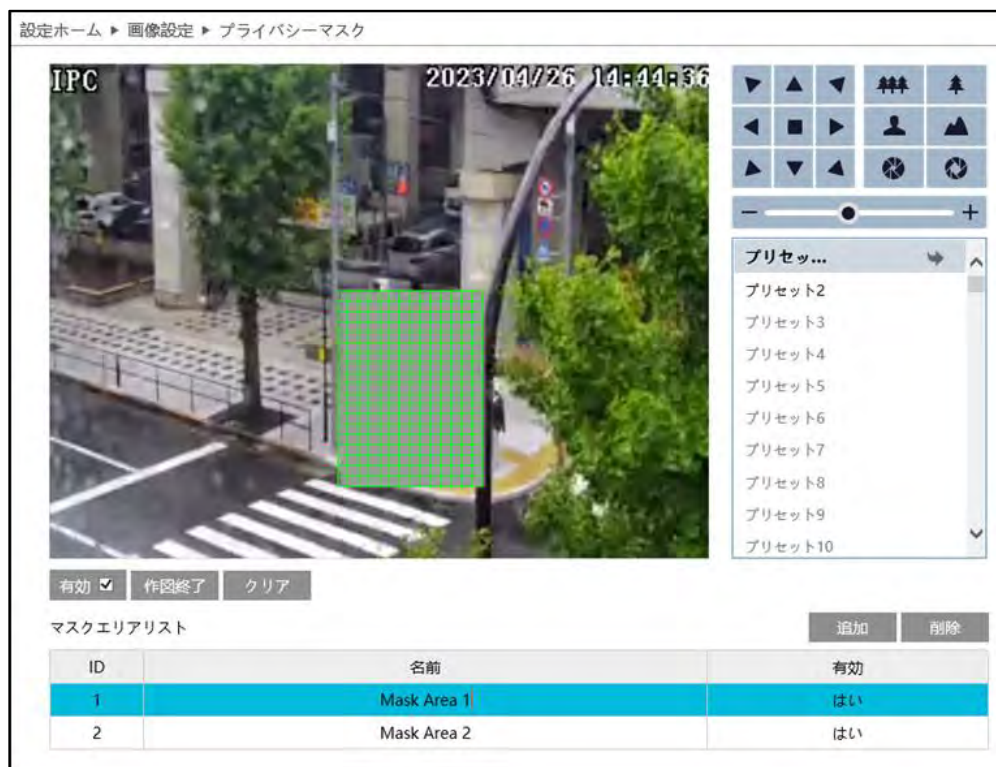 設定ホーム ▶ 画像設定 ▶ プライバシーマスク
IPC 2023/04/26 14:44:36
プリセッ...
プリセット2
プリセット3
プリセット4
プリセット5
プリセット6
プリセット7
プリセット8
プリセット9
プリセット10
有効 作図終了 クリア
マスクエリアリスト 追加 削除
ID 名前 有効
1 Mask Area 1 はい
2 Mask Area 2 はい